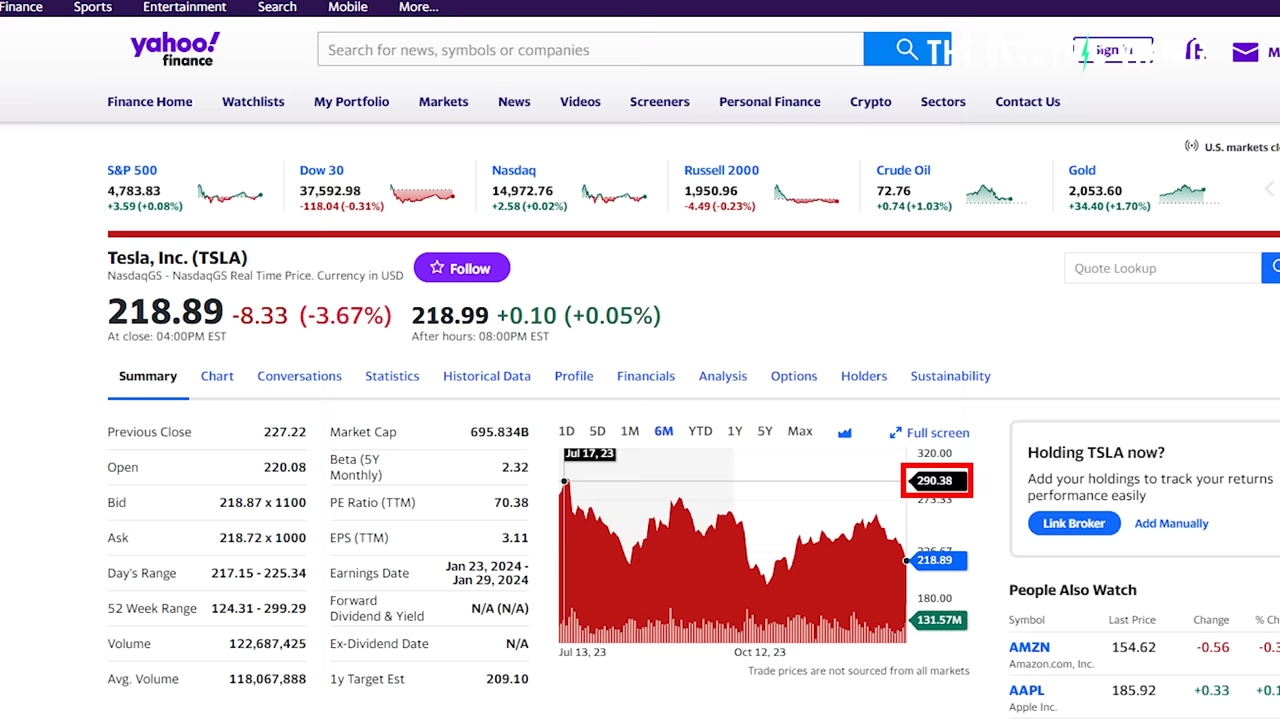 Finance Sports Entertainment Search Mobile More...
yahoo!
finance
Search for news, symbols or companies
Finance Home Watchlists My Portfolio Markets News Videos Screeners Personal Finance Crypto Sectors Contact Us
U.S. markets cl
S&P 500 Dow 30 Nasdaq Russell 2000 Crude Oil Gold
4,783.83 37,592.98 14,972.76 1,950.96 72.76 2,053.60
+3.59 (+0.08%) -118.04 (-0.31%) +2.58 (+0.02%) -4.49 (-0.23%) +0.74 (+1.03%) +34.40 (+1.70%)
Tesla, Inc. (TSLA)
NasdaqGS - NasdaqGS Real Time Price. Currency in USD
Follow
Quote Lookup
218.89 -8.33 (-3.67%) 218.99 +0.10 (+0.05%)
At close: 04:00PM EST After hours: 08:00PM EST
Summary Chart Conversations Statistics Historical Data Profile Financials Analysis Options Holders Sustainability
Previous Close 227.22
Open 220.08
Bid 218.87 x 1100
Ask 218.72 x 1000
Day's Range 217.15 - 225.34
52 Week Range 124.31 - 299.29
Volume 122,687,425
Avg. Volume 118,067,888
Market Cap 695.834B
Beta (5Y
Monthly) 2.32
PE Ratio (TTM) 70.38
EPS (TTM) 3.11
Earnings Date Jan 23, 2024 -
Jan 29, 2024
Forward
Dividend & Yield N/A (N/A)
Ex-Dividend Date N/A
1y Target Est 209.10
1D 5D 1M 6M YTD 1Y 5Y Max Full screen
Jul 17, 23
320.00
290.38
273.33
226.67
218.89
180.00
131.57M
Jul 13, 23 Oct 12, 23
Trade prices are not sourced from all markets
Holding TSLA now?
Add your holdings to track your returns
performance easily
Link Broker Add Manually
People Also Watch
Symbol Last Price Change % Ch
AMZN 154.62 -0.56 -0.3
Amazon.com, Inc.
AAPL 185.92 +0.33 +0.1
Apple Inc.